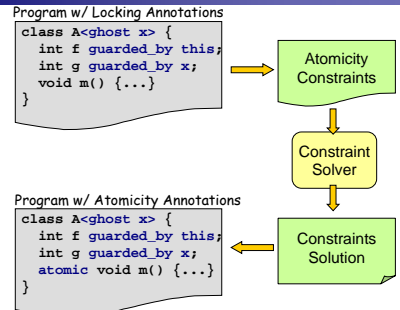 Program w/ Locking Annotations
class A<ghost x> {
int f guarded_by this;
int g guarded_by x;
void m() {...}
}
Atomicity
Constraints
Constraint
Solver
Program w/ Atomicity Annotations
class A<ghost x> {
int f guarded_by this;
int g guarded_by x;
atomic void m() {...}
}
Constraints
Solution